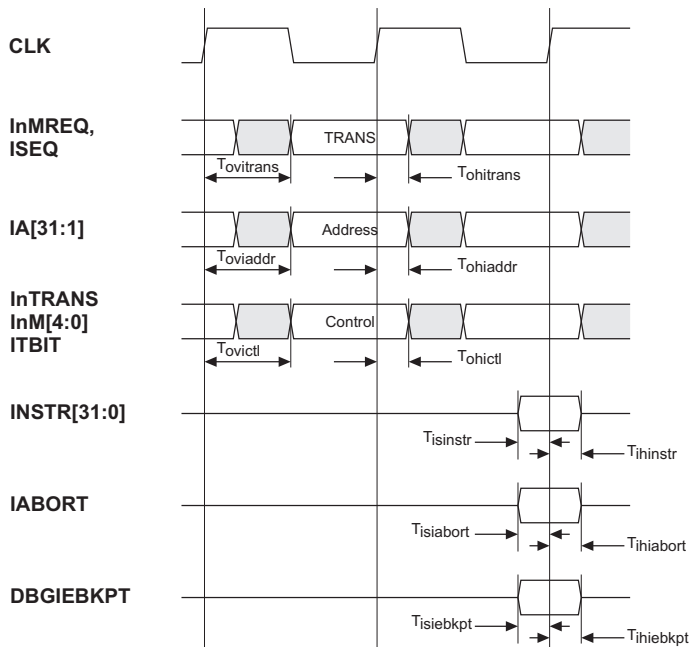 CLK
InMREQ,
ISEQ
TRANS
Tovitrans
Tohitrans
IA[31:1]
Address
Toviaddr
Tohiaddr
InTRANS
InM[4:0]
ITBIT
Control
Tovictl
Tohictl
INSTR[31:0]
Tisinstr
Tihinstr
IABORT
Tisiabort
Tihiabort
DBGIEBKPT
Tisiebkpt
Tihiebkpt